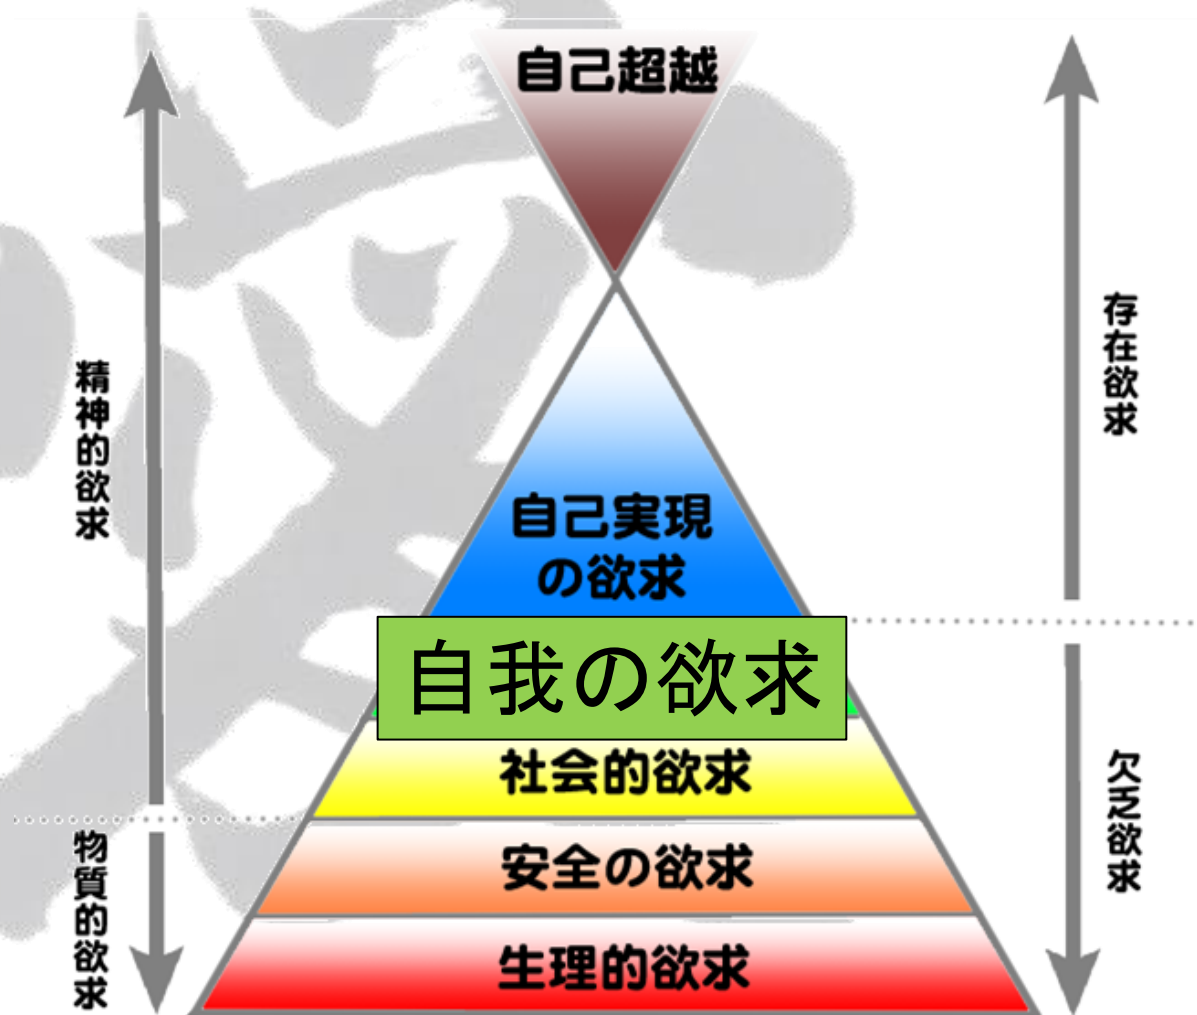 自己超越
自己実現
の欲求
自我の欲求
社会的欲求
安全の欲求
生理的欲求
精神的欲求
物質的欲求
存在欲求
欠乏欲求
愛